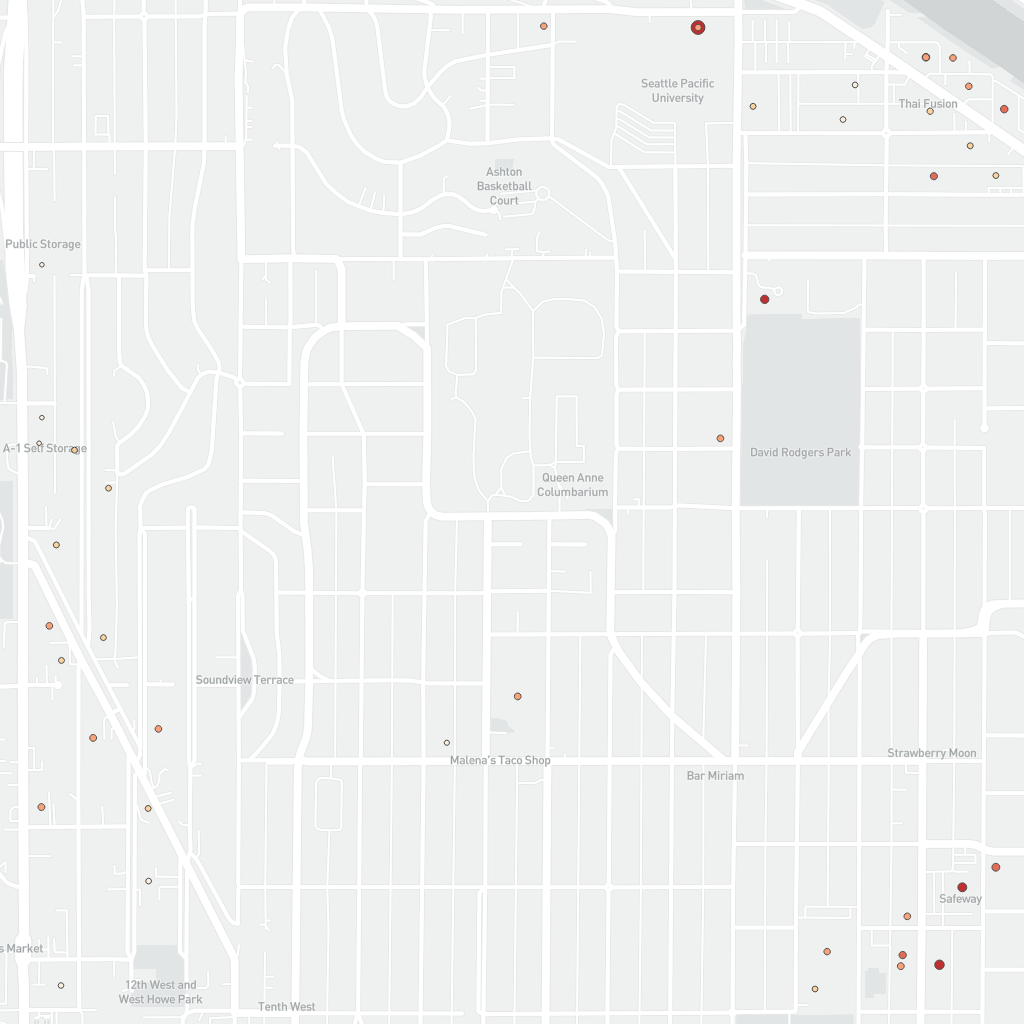 Seattle Pacific
University
Thai Fusion
Ashton
Basketball
Court
Public Storage
A-1 Self Storage
David Rodgers Park
Queen Anne
Columbarium
Soundview Terrace
Malena's Taco Shop
Bar Miriam
Strawberry Moon
Safeway
s Market
12th West and
West Howe Park
Tenth West